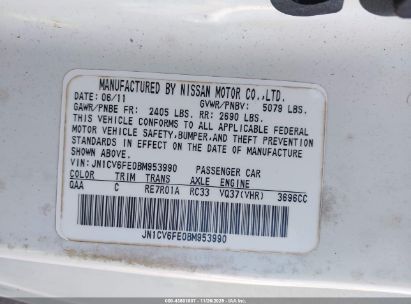 MANUFACTURED BY NISSAN MOTOR CO.,LTD.
DATE: 06/11 GVWR/PNBV: 5079 LBS.
GAWR/PNBE FR: 2405 LBS. RR: 2690 LBS.
THIS VEHICLE CONFORMS TO ALL APPLICABLE FEDERAL
MOTOR VEHICLE SAFETY,BUMPER,AND THEFT PREVENTION
STANDARDS IN EFFECT ON THE DATE OF MANUFACTURE
SHOWN ABOVE.
VIN: JN1CV6FE0BM953990 PASSENGER CAR
COLOR TRIM TRANS AXLE ENGINE
QAA C RE7R01A RC33 VQ37(VHR) 3696CC
JN1CV6FE0BM953990